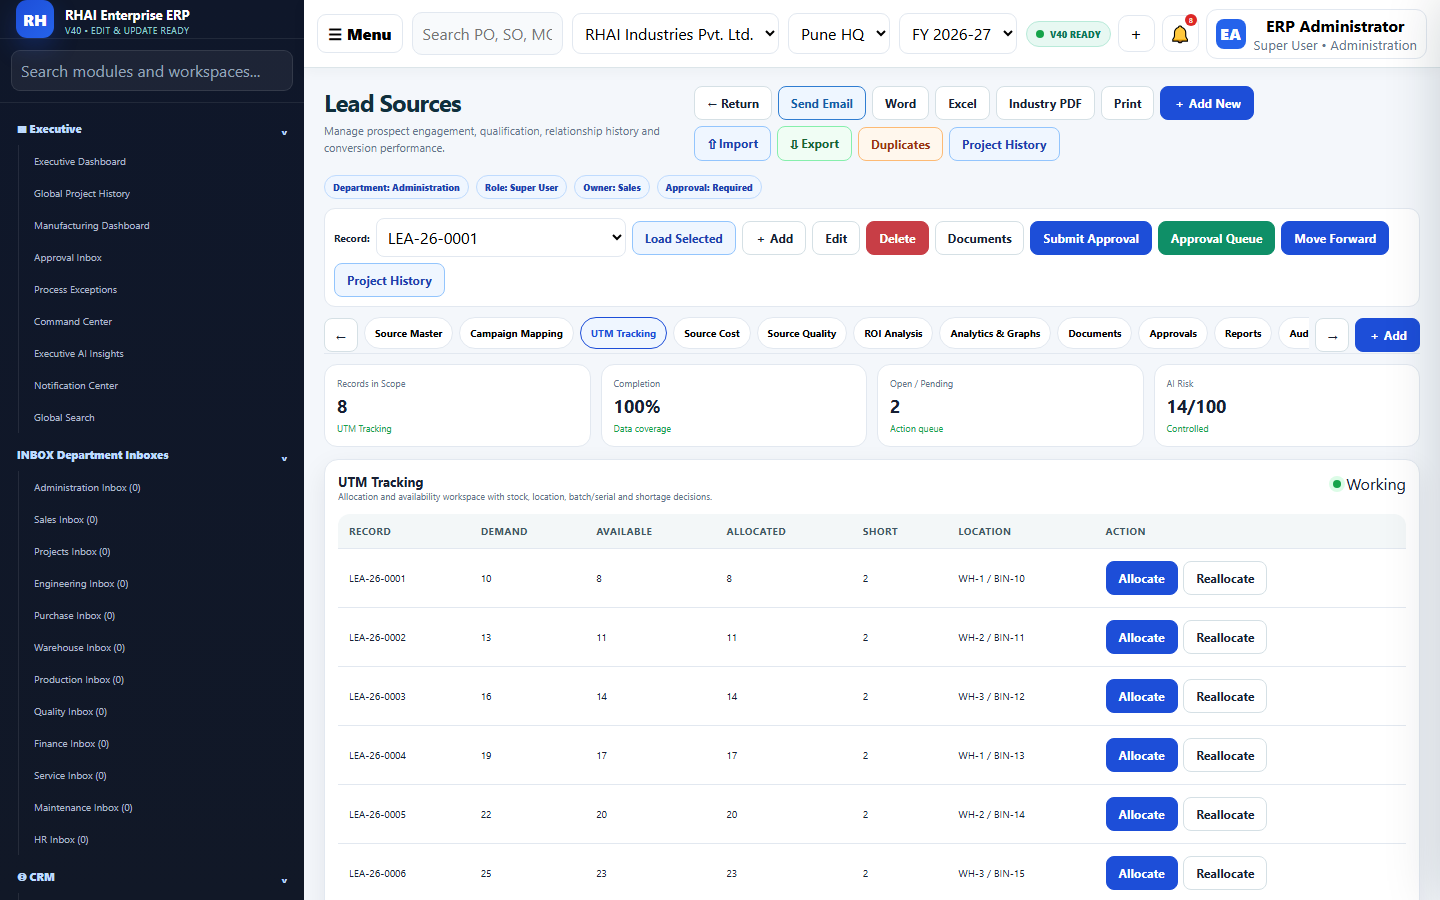 RH RHAI Enterprise ERP
V40 • EDIT & UPDATE READY
Search modules and workspaces...
Executive
Executive Dashboard
Global Project History
Manufacturing Dashboard
Approval Inbox
Process Exceptions
Command Center
Executive AI Insights
Notification Center
Global Search
INBOX Department Inboxes
Administration Inbox (0)
Sales Inbox (0)
Projects Inbox (0)
Engineering Inbox (0)
Purchase Inbox (0)
Warehouse Inbox (0)
Production Inbox (0)
Quality Inbox (0)
Finance Inbox (0)
Service Inbox (0)
Maintenance Inbox (0)
HR Inbox (0)
CRM
☰ Menu Search PO, SO, MO RHAI Industries Pvt. Ltd. Pune HQ FY 2026-27 V40 READY + 8 EA ERP Administrator
Super User • Administration
Lead Sources
Manage prospect engagement, qualification, relationship history and
conversion performance.
← Return Send Email Word Excel Industry PDF Print + Add New
⇧ Import ⇩ Export Duplicates Project History
Department: Administration Role: Super User Owner: Sales Approval: Required
Record: LEA-26-0001 Load Selected + Add Edit Delete Documents Submit Approval Approval Queue Move Forward
Project History
← Source Master Campaign Mapping UTM Tracking Source Cost Source Quality ROI Analysis Analytics & Graphs Documents Approvals Reports Aud → + Add
Records in Scope Completion Open / Pending AI Risk
8 100% 2 14/100
UTM Tracking Data coverage Action queue Controlled
UTM Tracking Working
Allocation and availability workspace with stock, location, batch/serial and shortage decisions.
RECORD DEMAND AVAILABLE ALLOCATED SHORT LOCATION ACTION
LEA-26-0001 10 8 8 2 WH-1 / BIN-10 Allocate Reallocate
LEA-26-0002 13 11 11 2 WH-2 / BIN-11 Allocate Reallocate
LEA-26-0003 16 14 14 2 WH-3 / BIN-12 Allocate Reallocate
LEA-26-0004 19 17 17 2 WH-1 / BIN-13 Allocate Reallocate
LEA-26-0005 22 20 20 2 WH-2 / BIN-14 Allocate Reallocate
LEA-26-0006 25 23 23 2 WH-3 / BIN-15 Allocate Reallocate